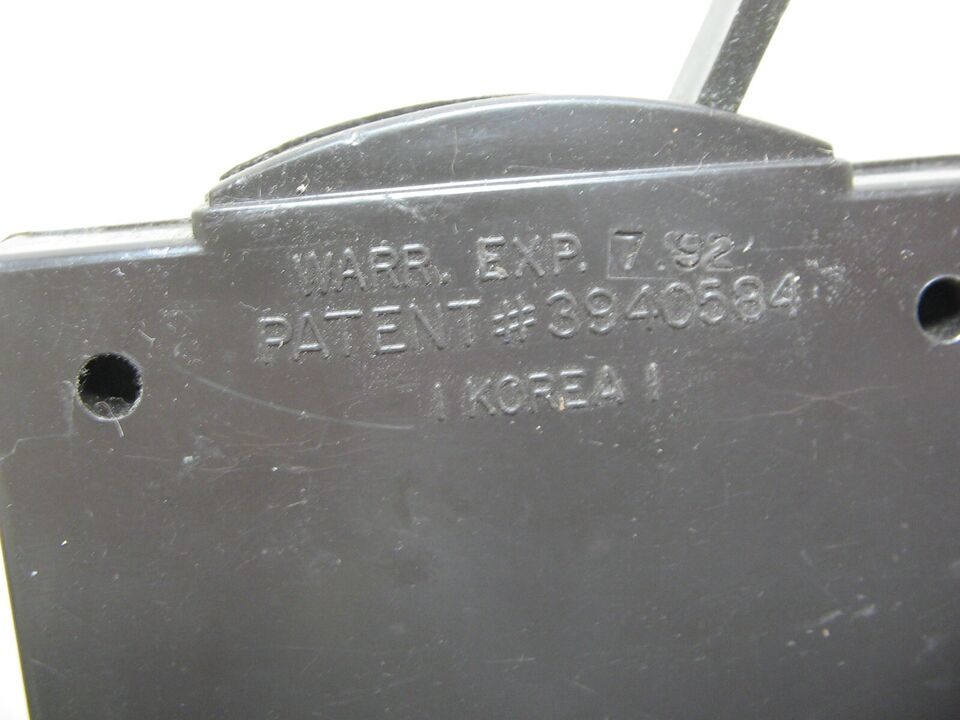 WARR. EXP. 7.92
PATENT # 3940584
| KOREA |